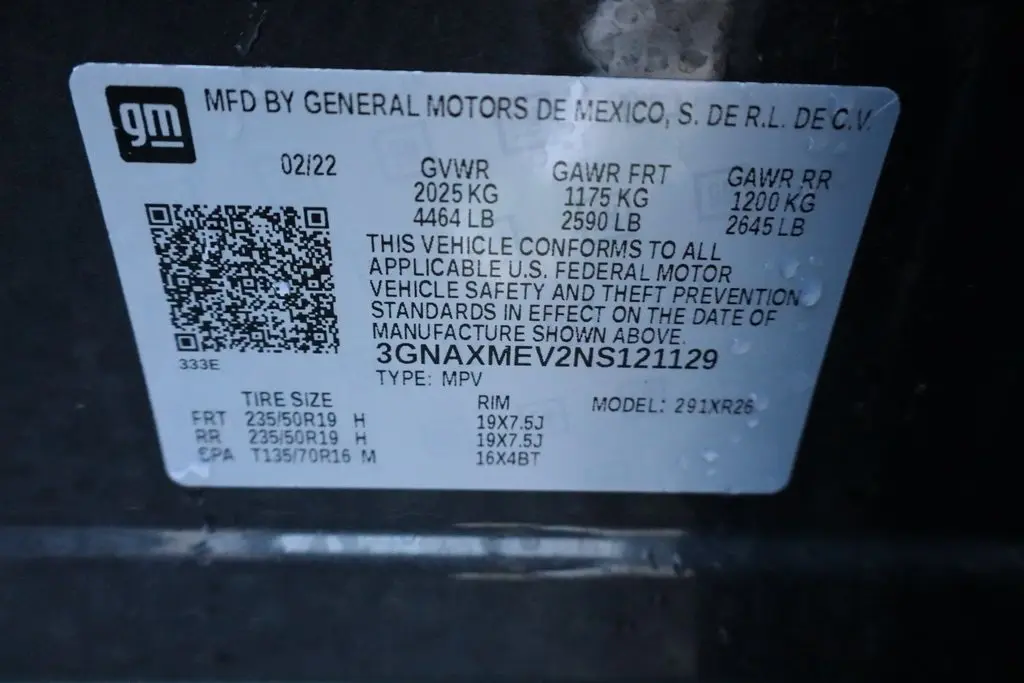 gm
MFD BY GENERAL MOTORS DE MEXICO, S. DE R.L. DE C.V.
02/22 GVWR GAWR FRT GAWR RR
2025 KG 1175 KG 1200 KG
4464 LB 2590 LB 2645 LB
THIS VEHICLE CONFORMS TO ALL
APPLICABLE U.S. FEDERAL MOTOR
VEHICLE SAFETY AND THEFT PREVENTION
STANDARDS IN EFFECT ON THE DATE OF
MANUFACTURE SHOWN ABOVE.
333E 3GNAXMEV2NS121129
TYPE: MPV
TIRE SIZE RIM MODEL: 291XR26
FRT 235/50R19 H 19X7.5J
RR 235/50R19 H 19X7.5J
SPA T135/70R16 M 16X4BT